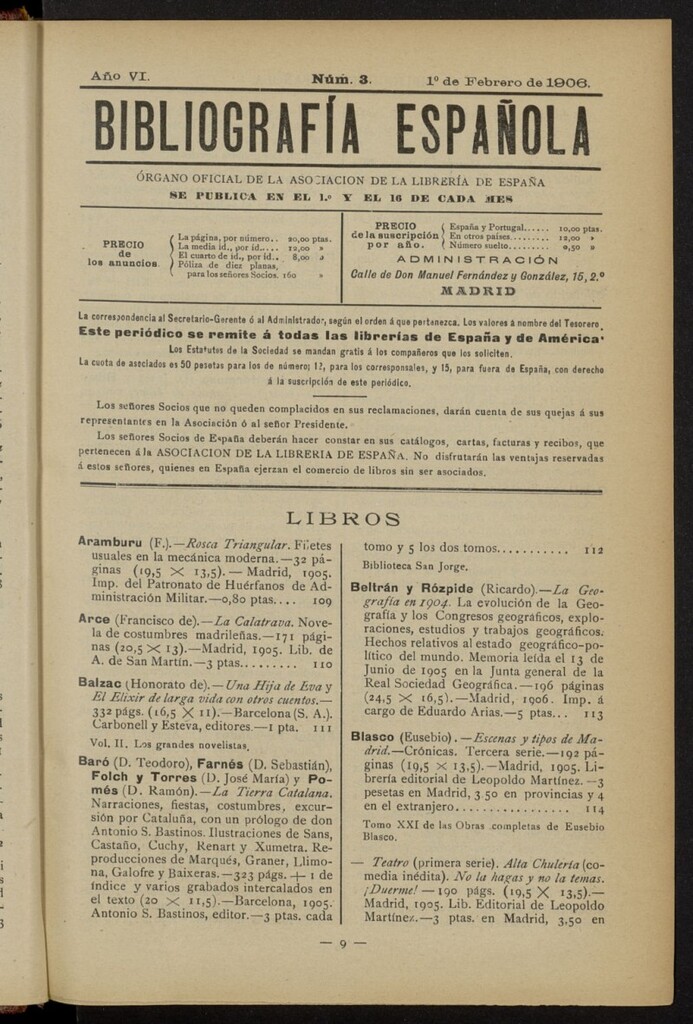 Año VI. Núm. 3. 1º de Febrero de 1906.
BIBLIOGRAFÍA ESPAÑOLA
ÓRGANO OFICIAL DE LA ASOCIACION DE LA LIBRERÍA DE ESPAÑA
SE PUBLICA EN EL 1.º Y EL 16 DE CADA MES
PRECIO
de
los anuncios.
La página, por número.. 20,00 ptas.
La media id., por id..... 12,00 »
El cuarto de id., por id.. 8,00 »
Póliza de diez planas,
para los señores Socios. 160 »
PRECIO
de la suscripción
por año.
España y Portugal...... 10,00 ptas.
En otros países......... 12,00 »
Número suelto.......... 0,50 »
ADMINISTRACIÓN
Calle de Don Manuel Fernández y González, 15, 2.º
MADRID
La correspondencia al Secretario-Gerente ó al Administrador, según el orden á que pertenezca. Los valores á nombre del Tesorero.
Este periódico se remite á todas las librerías de España y de América.
Los Estatutos de la Sociedad se mandan gratis á los compañeros que los soliciten.
La cuota de asociados es 50 pesetas para los de número; 12, para los corresponsales, y 15, para fuera de España, con derecho
á la suscripción de este periódico.
Los señores Socios que no queden complacidos en sus reclamaciones, darán cuenta de sus quejas á sus
representantes en la Asociación ó al señor Presidente.
Los señores Socios de España deberán hacer constar en sus catálogos, cartas, facturas y recibos, que
pertenecen á la ASOCIACION DE LA LIBRERIA DE ESPAÑA. No disfrutarán las ventajas reservadas
á estos señores, quienes en España ejerzan el comercio de libros sin ser asociados.
LIBROS
Aramburu (F.).—Rosca Triangular. Filetes
usuales en la mecánica moderna.—32 pá-
ginas (19,5 × 13,5).—Madrid, 1905.
Imp. del Patronato de Huérfanos de Ad-
ministración Militar.—0,80 ptas.... 109
Arce (Francisco de).—La Calatrava. Nove-
la de costumbres madrileñas.—171 pági-
nas (20,5 × 13).—Madrid, 1905. Lib. de
A. de San Martín.—3 ptas......... 110
Balzac (Honorato de).—Una Hija de Eva y
El Elixir de larga vida con otros cuentos.—
332 págs. (16,5 × 11).—Barcelona (S. A.).
Carbonell y Esteva, editores.—1 pta. 111
Vol. II. Los grandes novelistas.
Baró (D. Teodoro), Farnés (D. Sebastián),
Folch y Torres (D. José María) y Po-
més (D. Ramón).—La Tierra Catalana.
Narraciones, fiestas, costumbres, excur-
sión por Cataluña, con un prólogo de don
Antonio S. Bastinos. Ilustraciones de Sans,
Castaño, Cuchy, Renart y Xumetra. Re-
producciones de Marqués, Graner, Llimo-
na, Galofre y Baixeras.—323 págs. + 1 de
índice y varios grabados intercalados en
el texto (20 × 11,5).—Barcelona, 1905.
Antonio S. Bastinos, editor.—3 ptas. cada
tomo y 5 los dos tomos........... 112
Biblioteca San Jorge.
Beltrán y Rózpide (Ricardo).—La Geo-
grafía en 1904. La evolución de la Geo-
grafía y los Congresos geográficos, explo-
raciones, estudios y trabajos geográficos.
Hechos relativos al estado geográfico-po-
lítico del mundo. Memoria leída el 13 de
Junio de 1905 en la Junta general de la
Real Sociedad Geográfica.—196 páginas
(24,5 × 16,5).—Madrid, 1906. Imp. á
cargo de Eduardo Arias.—5 ptas... 113
Blasco (Eusebio).—Escenas y tipos de Ma-
drid.—Crónicas. Tercera serie.—192 pá-
ginas (19,5 × 13,5).—Madrid, 1905. Li-
brería editorial de Leopoldo Martínez.—3
pesetas en Madrid, 3 50 en provincias y 4
en el extranjero................. 114
Tomo XXI de las Obras completas de Eusebio
Blasco.
— Teatro (primera serie). Alta Chulería (co-
media inédita). No la hagas y no la temas.
¡Duerme!—190 págs. (19,5 × 13,5).—
Madrid, 1905. Lib. Editorial de Leopoldo
Martínez.—3 ptas. en Madrid, 3,50 en
— 9 —